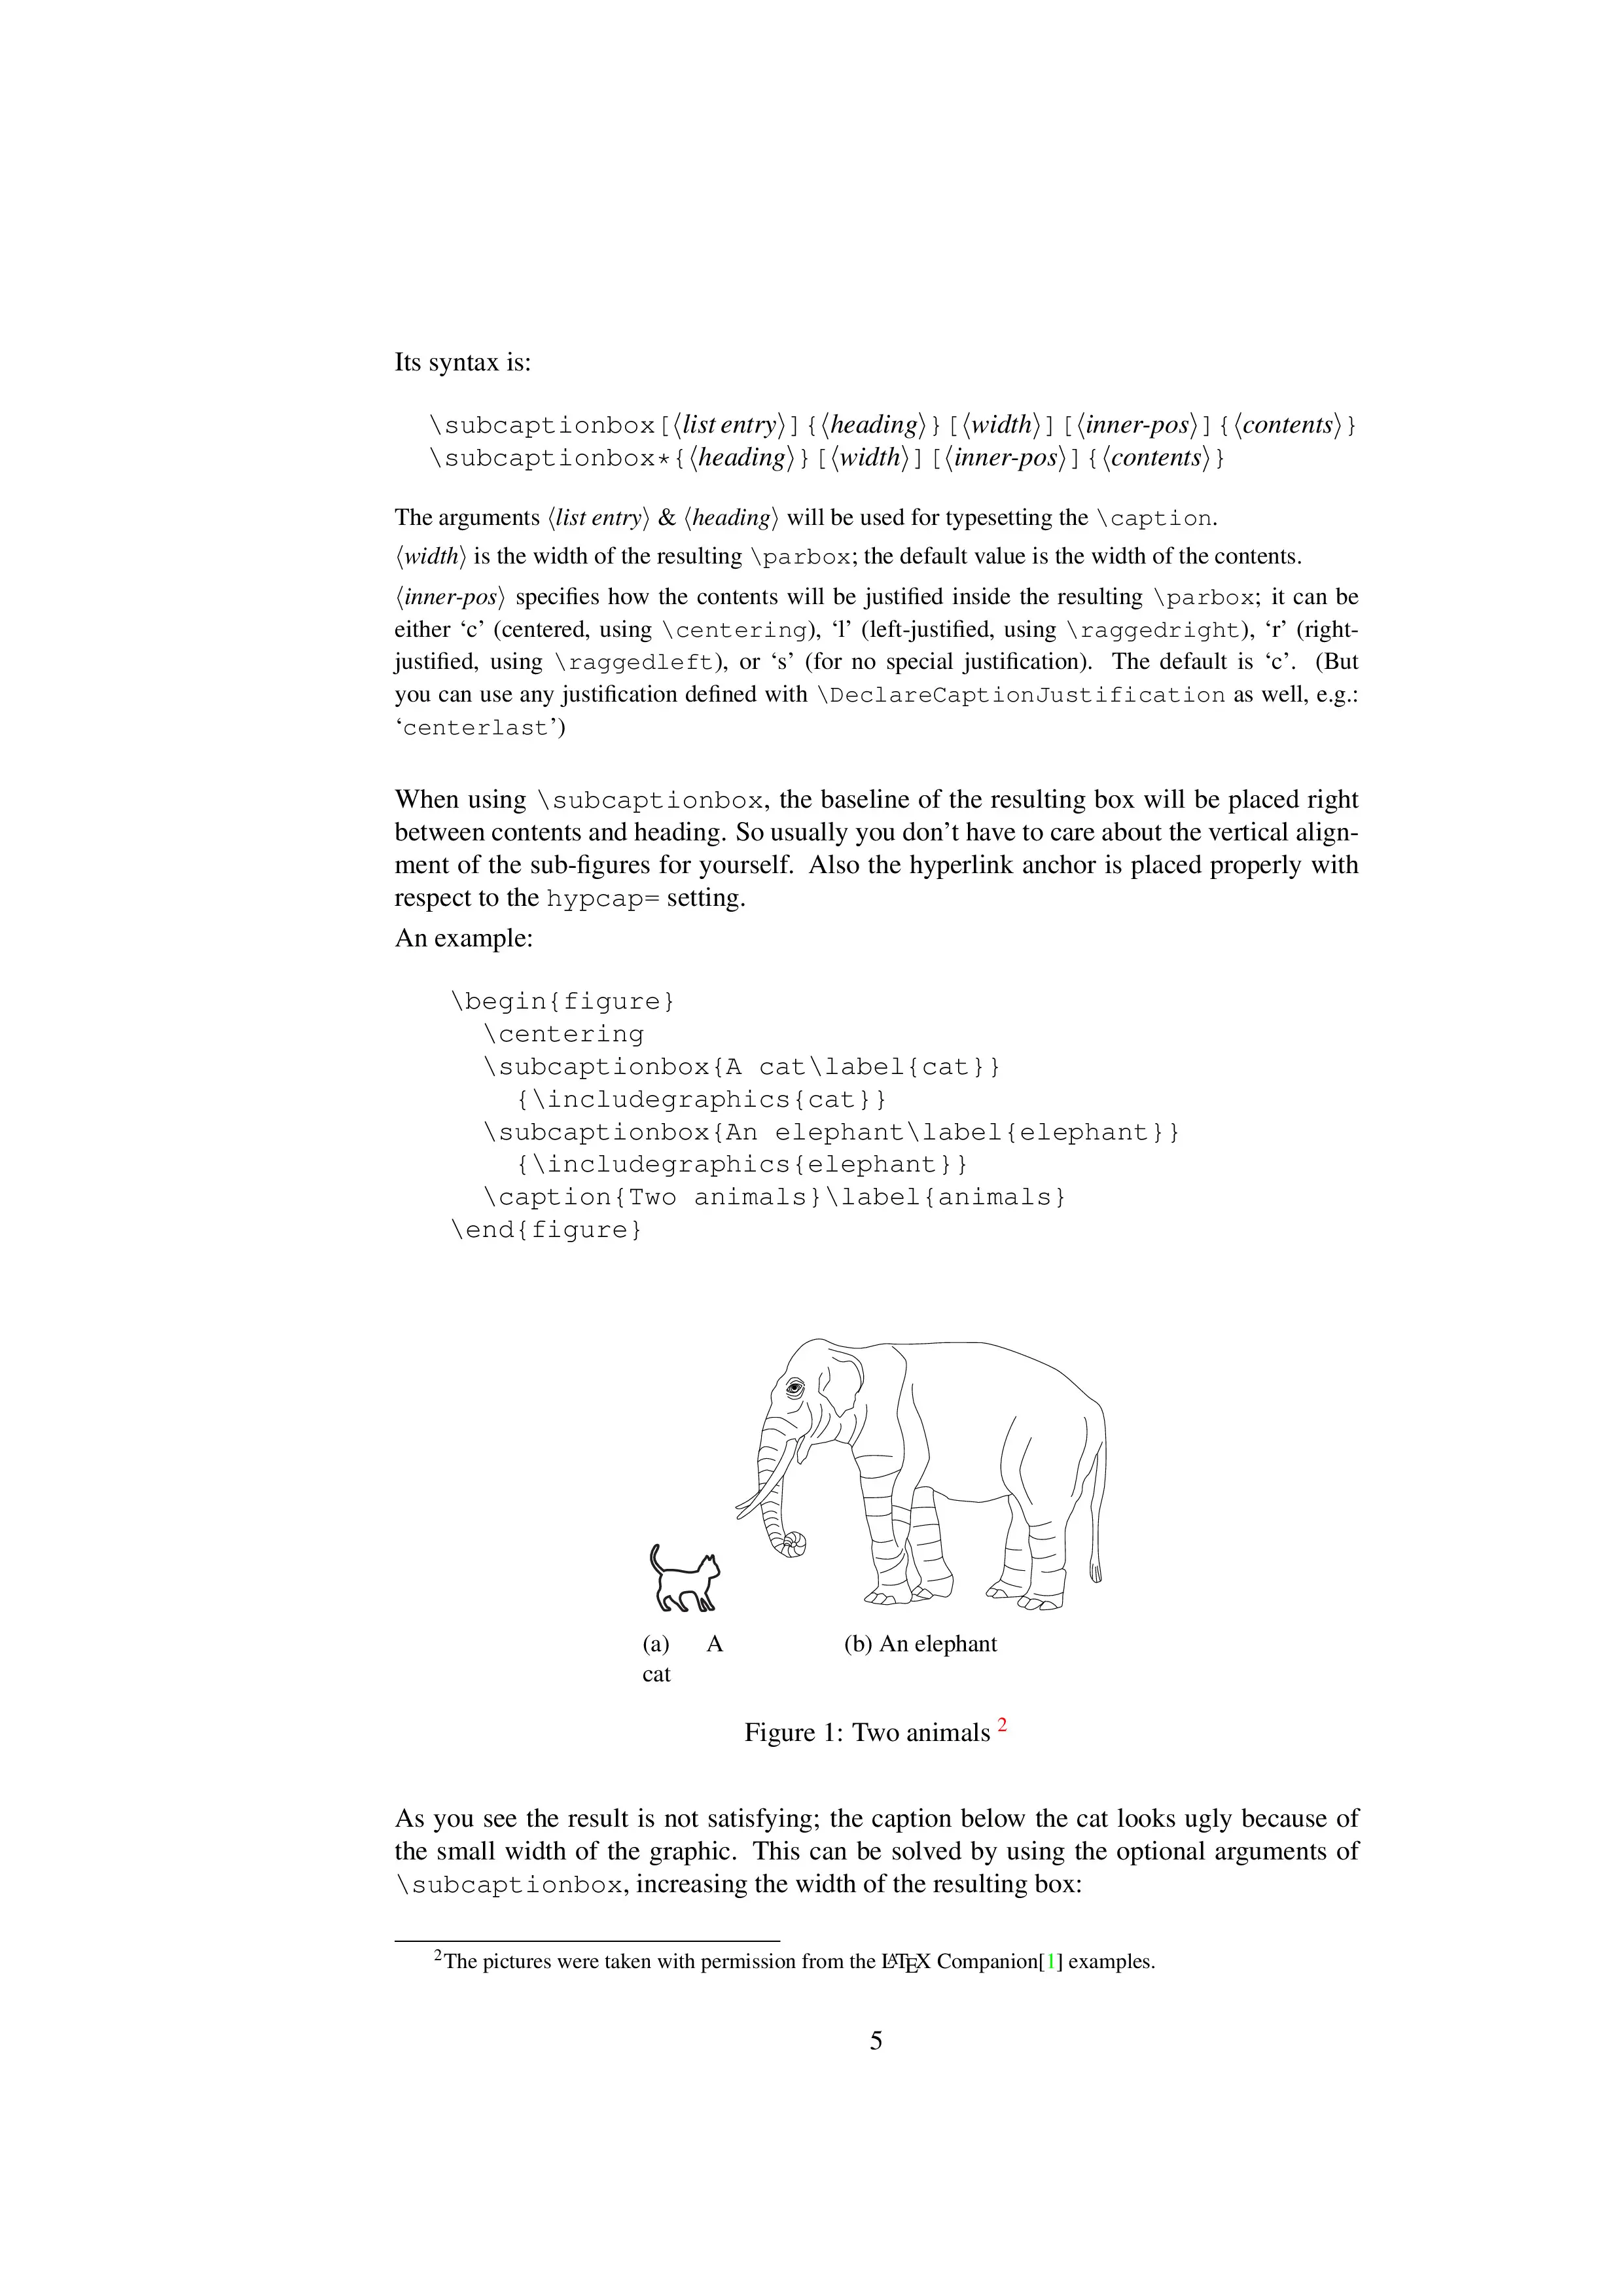 Its syntax is:
\subcaptionbox[⟨list entry⟩]{⟨heading⟩}[⟨width⟩][⟨inner-pos⟩]{⟨contents⟩}
\subcaptionbox*{⟨heading⟩}[⟨width⟩][⟨inner-pos⟩]{⟨contents⟩}
The arguments ⟨list entry⟩ & ⟨heading⟩ will be used for typesetting the \caption.
⟨width⟩ is the width of the resulting \parbox; the default value is the width of the contents.
⟨inner-pos⟩ specifies how the contents will be justified inside the resulting \parbox; it can be
either ‘c’ (centered, using \centering), ‘l’ (left-justified, using \raggedright), ‘r’ (right-
justified, using \raggedleft), or ‘s’ (for no special justification). The default is ‘c’. (But
you can use any justification defined with \DeclareCaptionJustification as well, e.g.:
‘centerlast’)
When using \subcaptionbox, the baseline of the resulting box will be placed right
between contents and heading. So usually you don’t have to care about the vertical align-
ment of the sub-figures for yourself. Also the hyperlink anchor is placed properly with
respect to the hypcap= setting.
An example:
\begin{figure}
\centering
\subcaptionbox{A cat\label{cat}}
{\includegraphics{cat}}
\subcaptionbox{An elephant\label{elephant}}
{\includegraphics{elephant}}
\caption{Two animals}\label{animals}
\end{figure}
(a) A
cat
(b) An elephant
Figure 1: Two animals 2
As you see the result is not satisfying; the caption below the cat looks ugly because of
the small width of the graphic. This can be solved by using the optional arguments of
\subcaptionbox, increasing the width of the resulting box:
2The pictures were taken with permission from the LATEX Companion[1] examples.
5